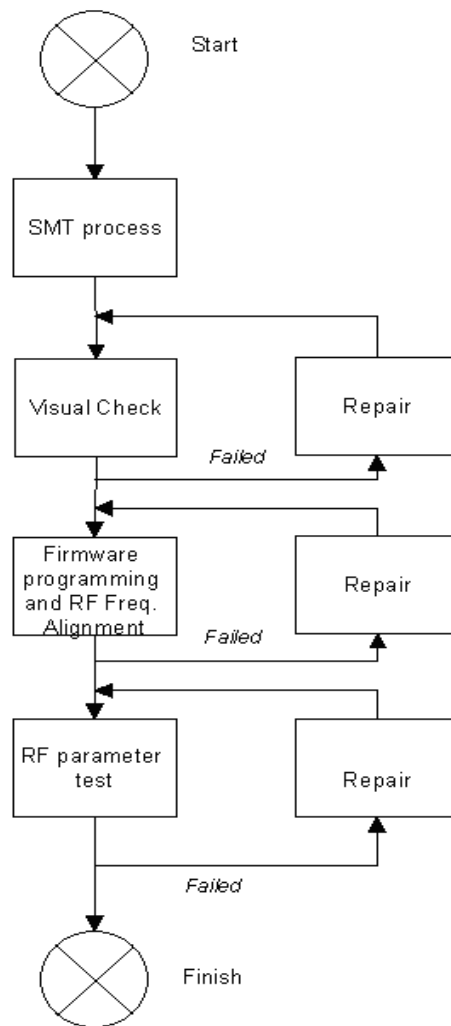 Start
SMT process
Visual Check
Repair
Failed
Firmware
programming
and RF Freq.
Alignment
Repair
Failed
RF parameter
test
Repair
Failed
Finish